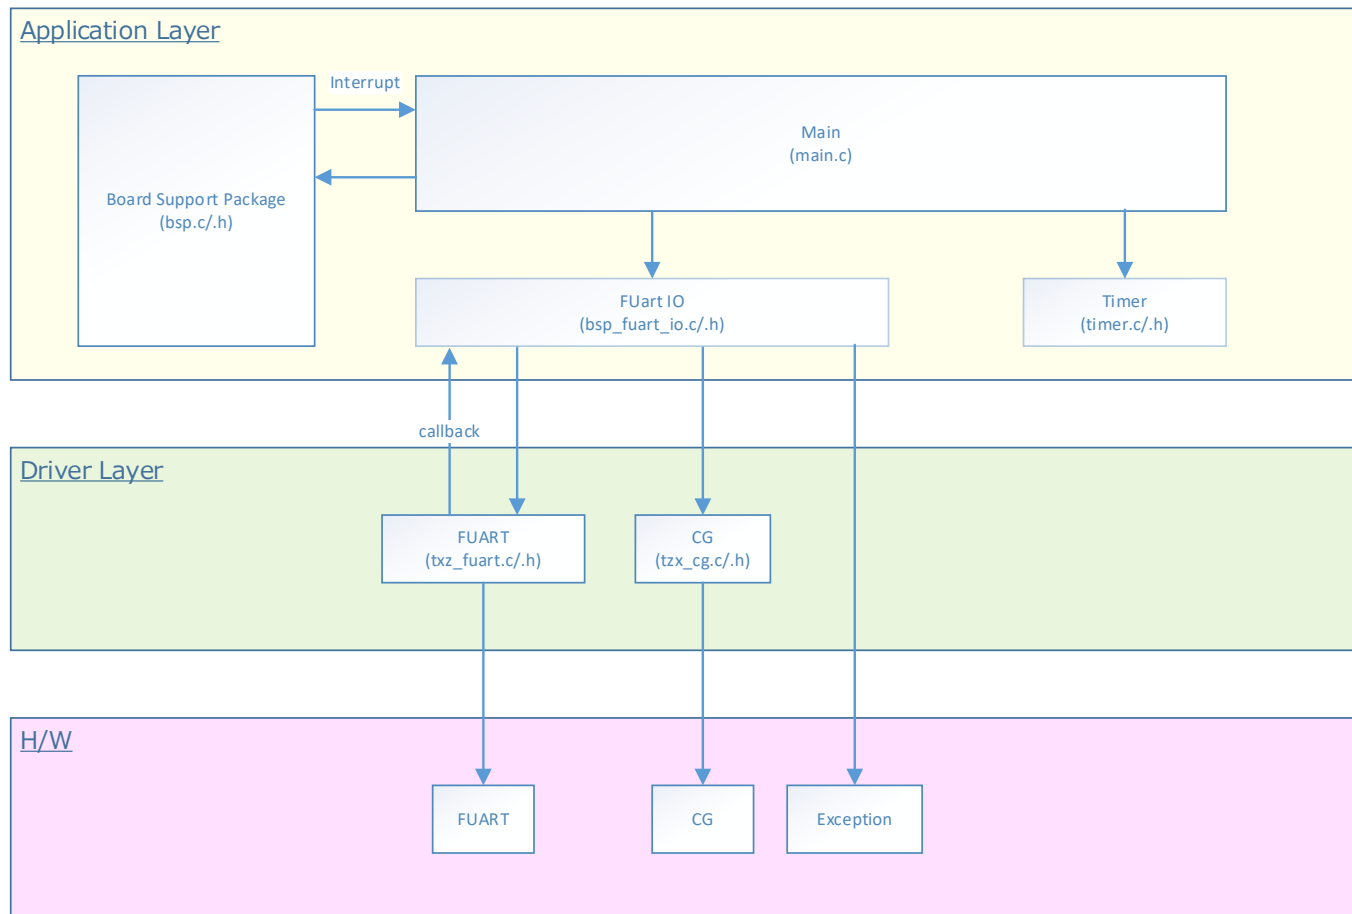 Application Layer
Interrupt
Main
(main.c)
Board Support Package
(bsp.c/.h)
FUart IO
(bsp_fuart_io.c/.h)
Timer
(timer.c/.h)
callback
Driver Layer
FUART
(txz_fuart.c/.h)
CG
(tzx_cg.c/.h)
H/W
FUART
CG
Exception